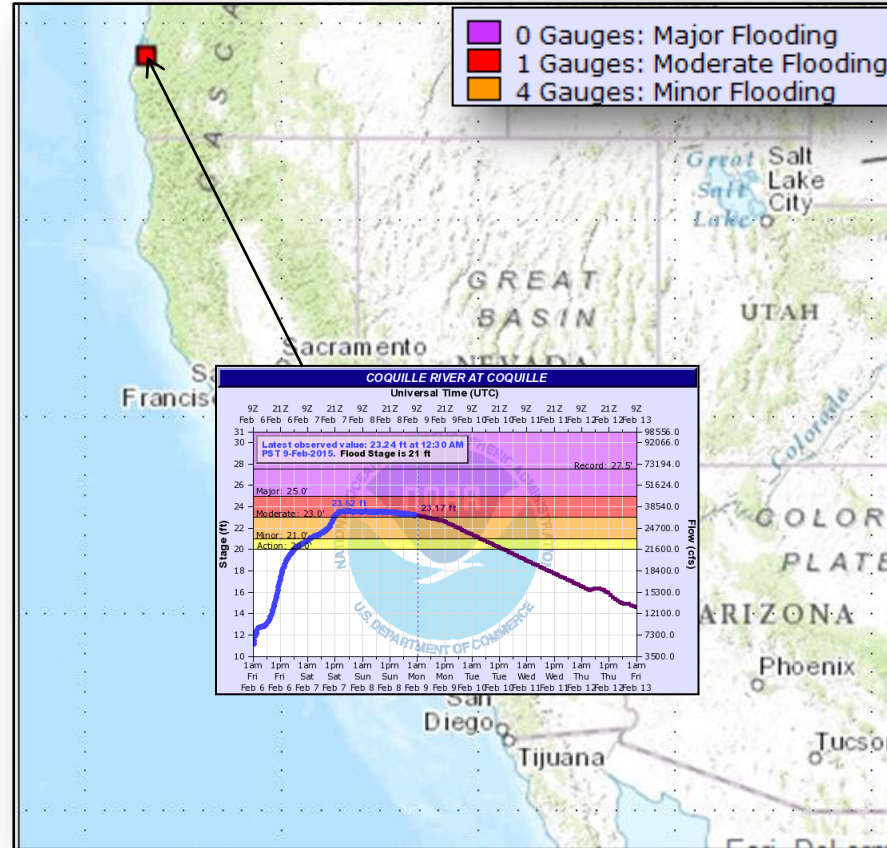 0 Gauges: Major Flooding
1 Gauges: Moderate Flooding
4 Gauges: Minor Flooding
CASCA
Great Salt Lake
Salt Lake City
GREAT BASIN
UTAH
NEVADA
Sacramento
Sa
Francisc
Colorado
COLOR
PLATE
ARIZONA
Phoenix
Tucso
San Diego
Tijuana
COQUILLE RIVER AT COQUILLE
Universal Time (UTC)
9Z 21Z 9Z 21Z 9Z 21Z 9Z 21Z 9Z 21Z 9Z 21Z 9Z 21Z 9Z
Feb 6 Feb 6 Feb 7 Feb 7 Feb 8 Feb 8 Feb 9 Feb 9 Feb 10 Feb 10 Feb 11 Feb 11 Feb 12 Feb 12 Feb 13
Latest observed value: 23.24 ft at 12:30 AM
PST 9-Feb-2015. Flood Stage is 21 ft
Record: 27.5'
Major: 25.0'
23.62 ft
23.17 ft
Moderate: 23.0'
Minor: 21.0'
Action: 20.0'
Stage (ft)
31
30
28
26
24
22
20
18
16
14
12
10
Flow (cfs)
98556.0
92066.0
73194.0
51624.0
38540.0
24700.0
21600.0
18400.0
15300.0
12100.0
7300.0
3500.0
U.S. DEPARTMENT OF COMMERCE
1am 1pm 1am 1pm 1am 1pm 1am 1pm 1am 1pm 1am 1pm 1am 1pm 1am
Fri Fri Sat Sat Sun Sun Mon Mon Tue Tue Wed Wed Thu Thu Fri
Feb 6 Feb 6 Feb 7 Feb 7 Feb 8 Feb 8 Feb 9 Feb 9 Feb 10 Feb 10 Feb 11 Feb 11 Feb 12 Feb 12 Feb 13